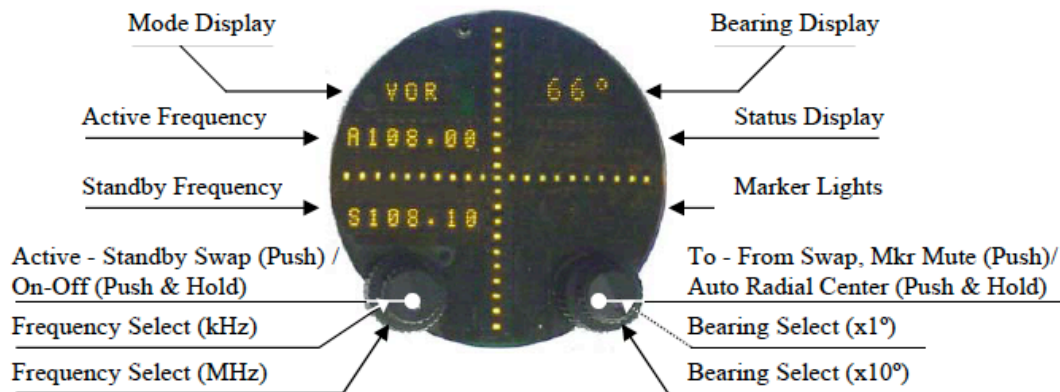 Mode Display
Bearing Display
VOR
66°
Active Frequency
Status Display
A108.00
Standby Frequency
Marker Lights
S108.10
Active - Standby Swap (Push) /
On-Off (Push & Hold)
To - From Swap, Mkr Mute (Push)/
Auto Radial Center (Push & Hold)
Frequency Select (kHz)
Bearing Select (x1º)
Frequency Select (MHz)
Bearing Select (x10º)